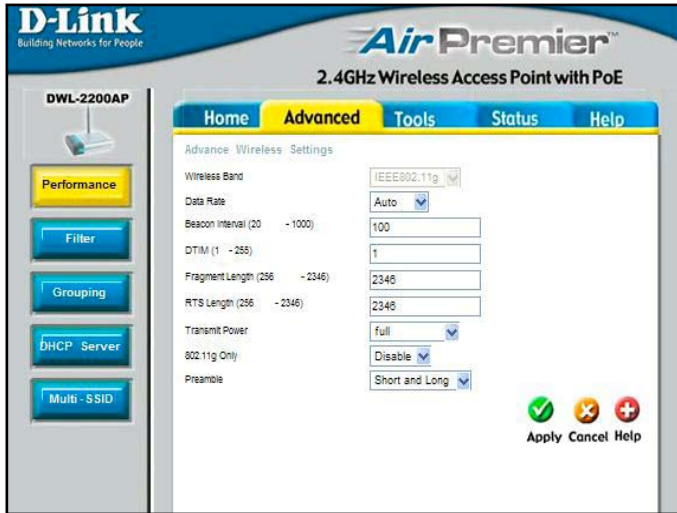 D-Link
Building Networks for People
AirPremier™
2.4GHz Wireless Access Point with PoE
DWL-2200AP
Home Advanced Tools Status Help
Performance
Filter
Grouping
DHCP Server
Multi-SSID
Advance Wireless Settings
Wireless Band IEEE802.11g
Data Rate Auto
Beacon Interval (20 - 1000) 100
DTIM (1 - 255) 1
Fragment Length (256 - 2346) 2346
RTS Length (256 - 2346) 2346
Transmit Power full
802.11g Only Disable
Preamble Short and Long
Apply Cancel Help